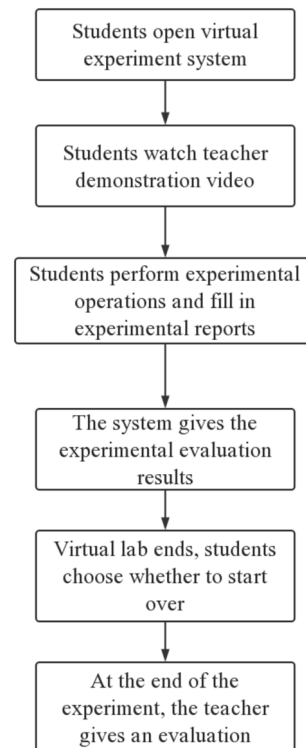 Students open virtual
experiment system
Students watch teacher
demonstration video
Students perform experimental
operations and fill in
experimental reports
The system gives the
experimental evaluation
results
Virtual lab ends, students
choose whether to start
over
At the end of the
experiment, the teacher
gives an evaluation